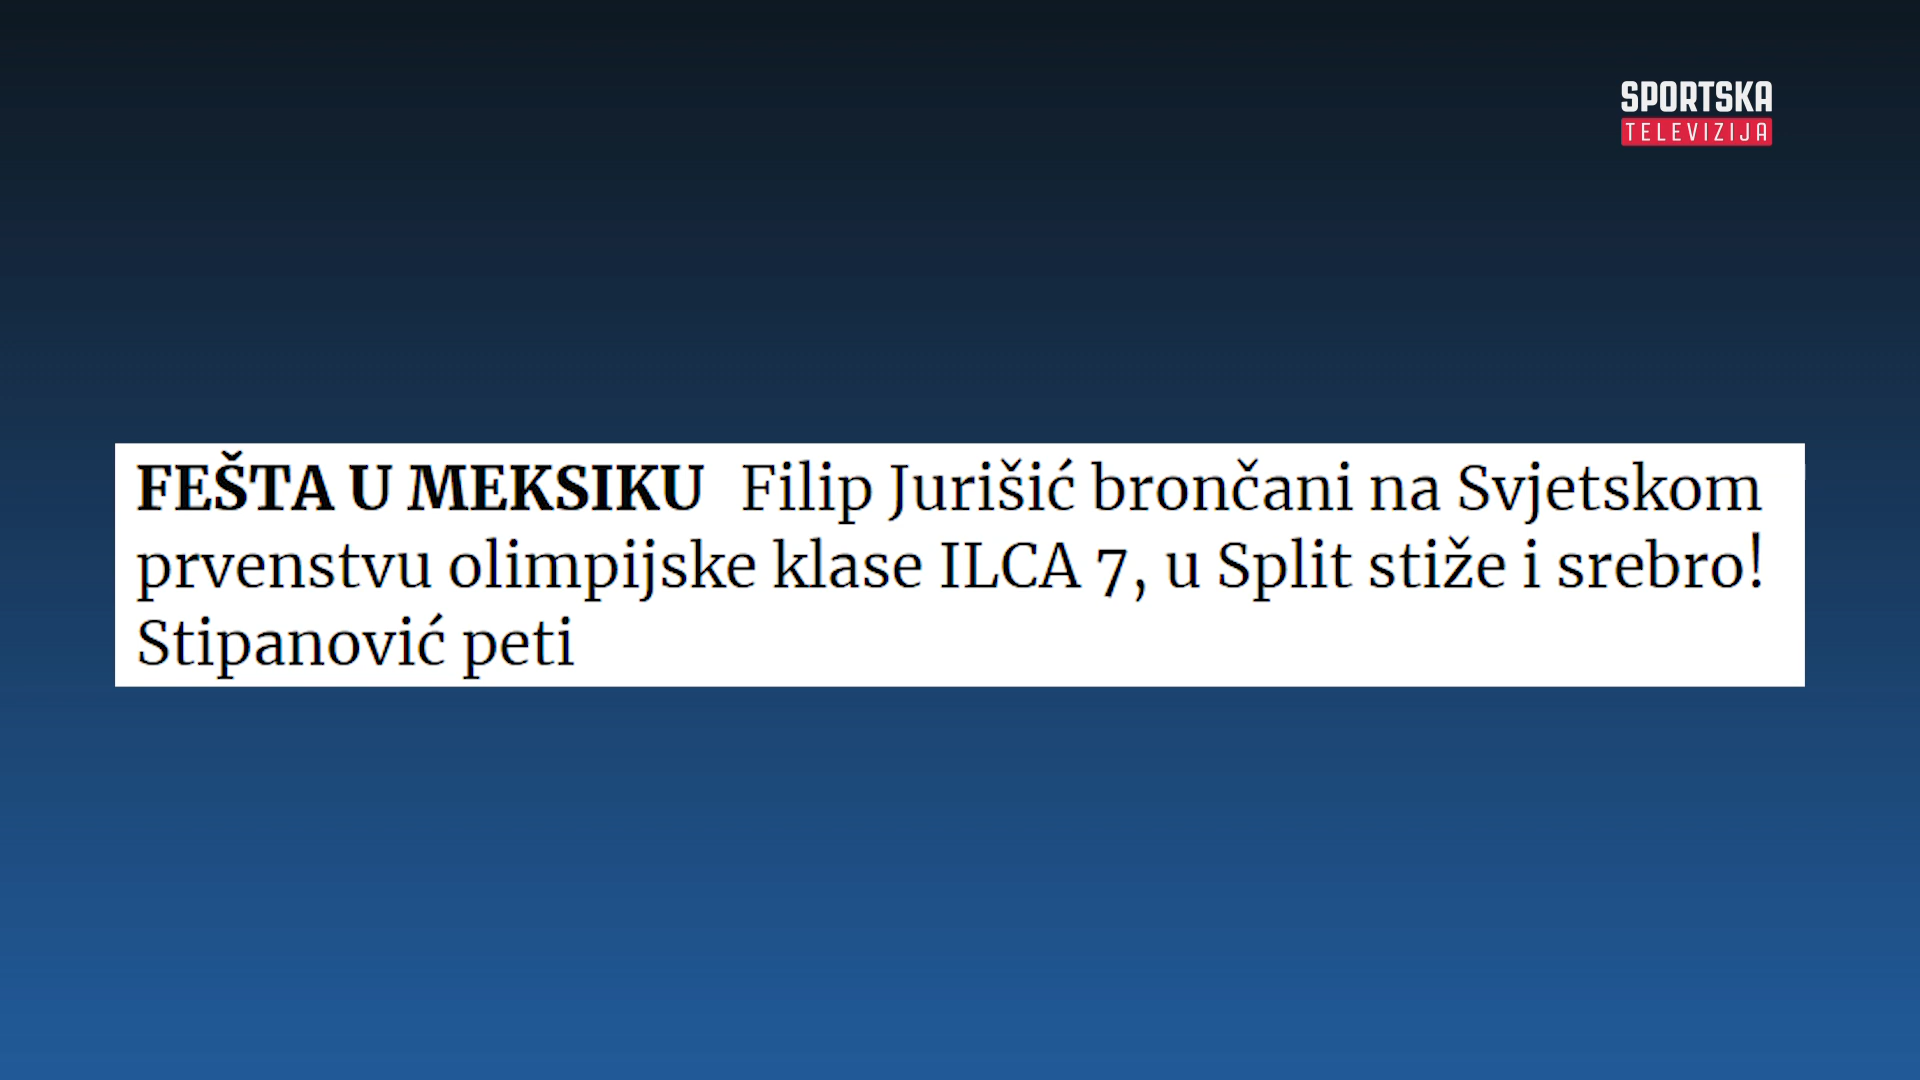 SPORTSKA
TELEVIZIJA
FEŠTA U MEKSIKU Filip Jurišić brončani na Svjetskom
prvenstvu olimpijske klase ILCA 7, u Split stiže i srebro!
Stipanović peti